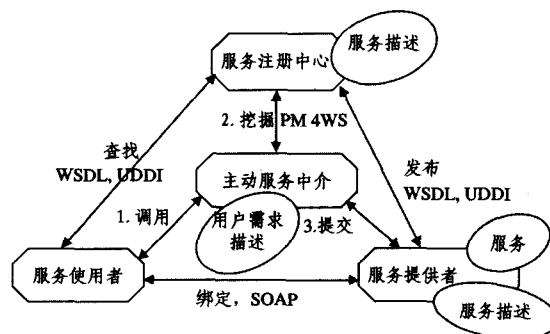 服务描述
服务注册中心
2. 挖掘 PM 4WS
查找
WSDL, UDDI
发布
WSDL, UDDI
主动服务中介
1. 调用
用户需求
描述
3.提交
服务
服务使用者
服务提供者
绑定, SOAP
服务描述